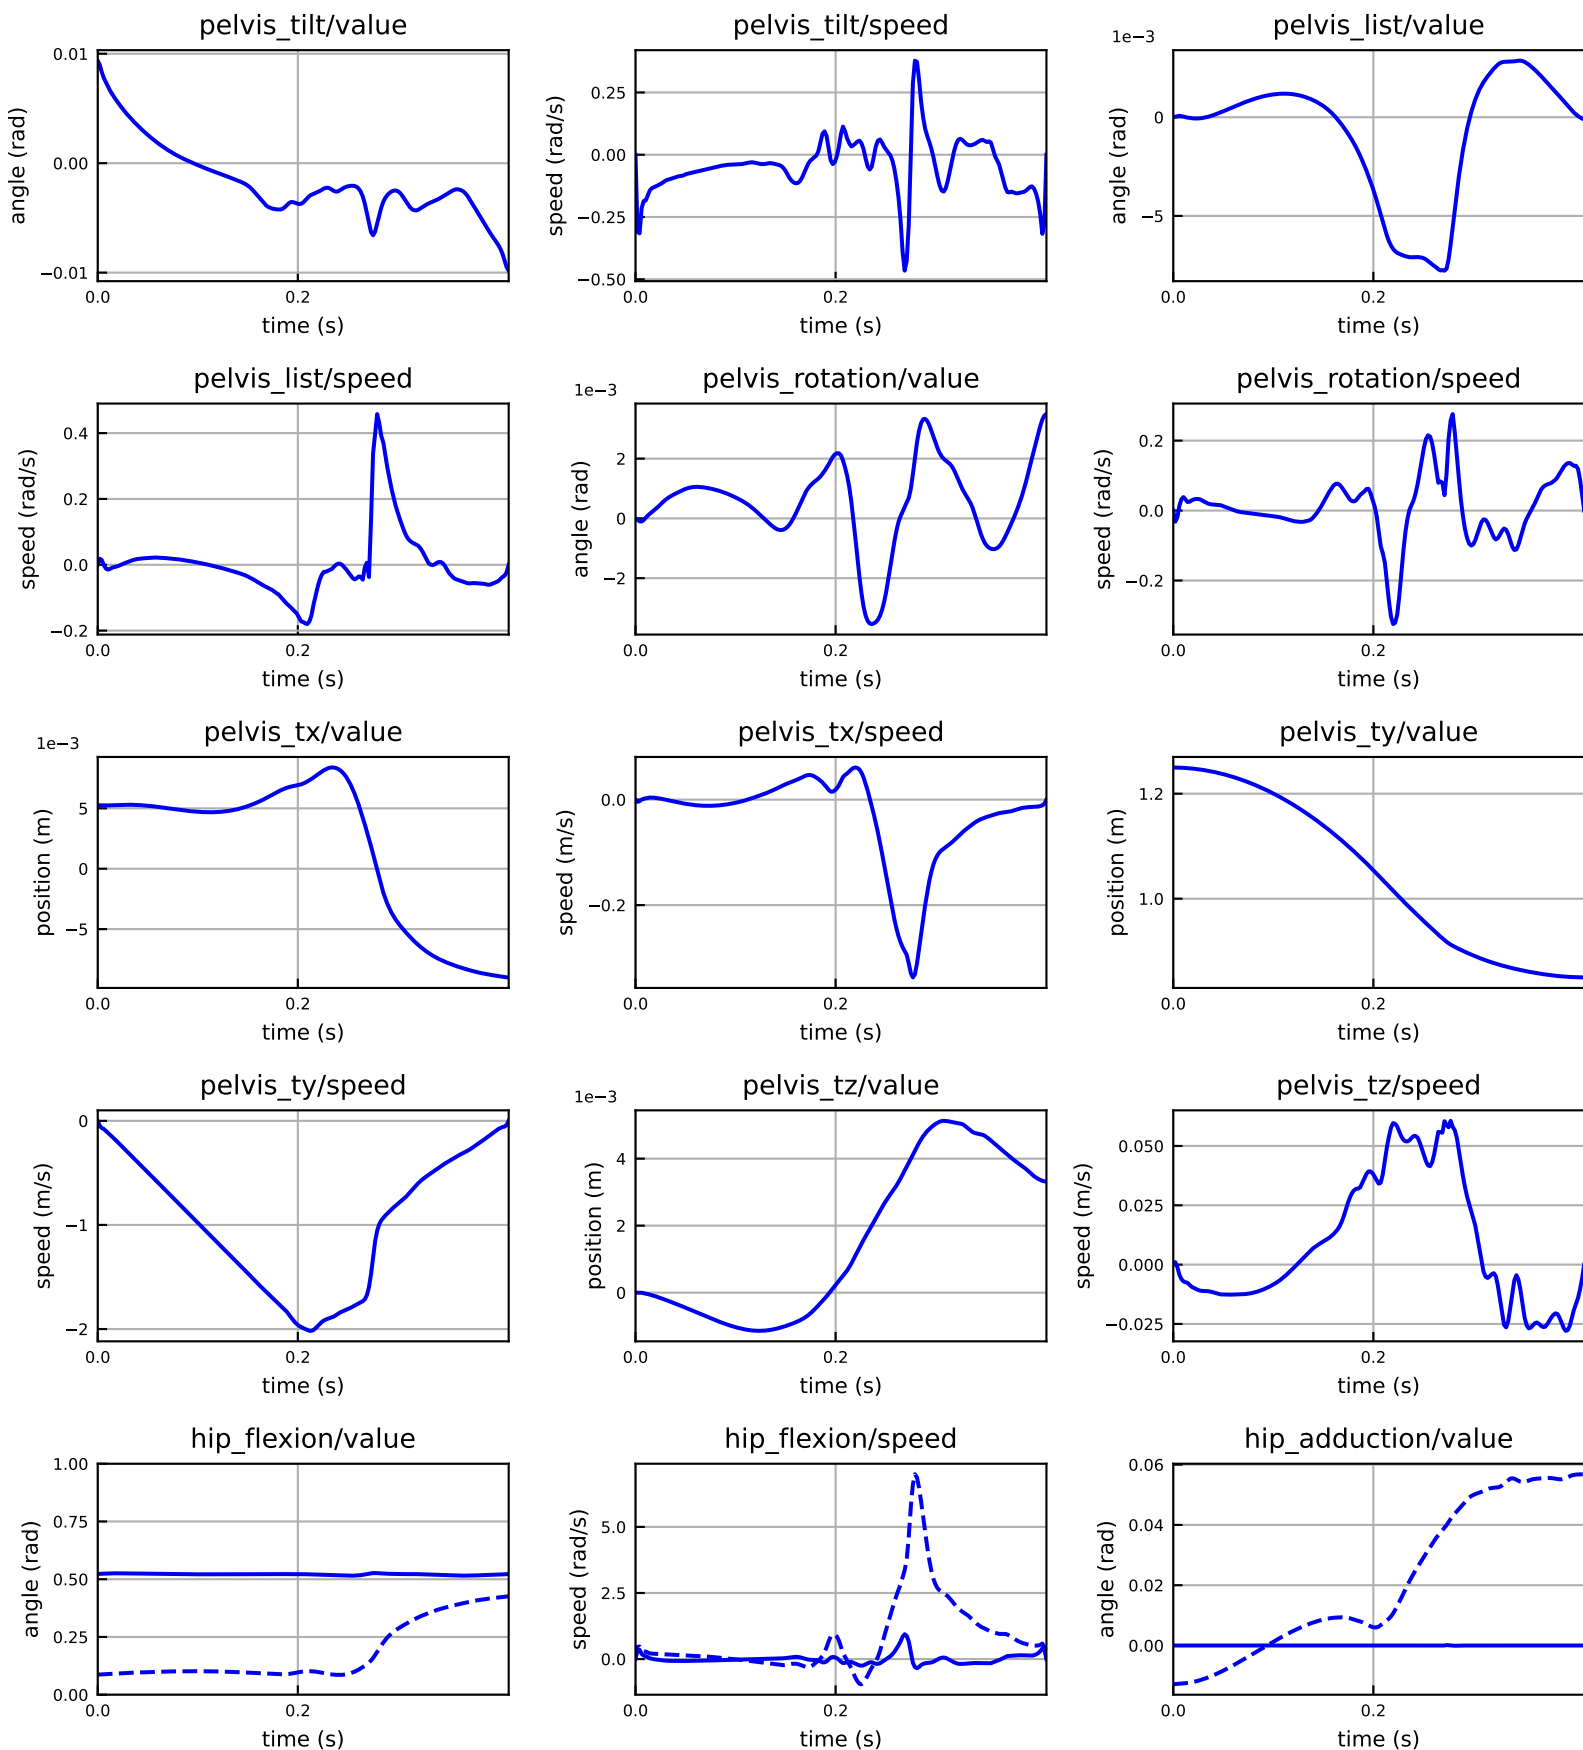 pelvis_tilt/value
0.01
0.00
−0.01
angle (rad)
0.0
0.2
time (s)
pelvis_tilt/speed
0.25
0.00
−0.25
−0.50
speed (rad/s)
0.0
0.2
time (s)
1e−3
pelvis_list/value
0
−5
angle (rad)
0.0
0.2
time (s)
pelvis_list/speed
0.4
0.2
0.0
−0.2
speed (rad/s)
0.0
0.2
time (s)
1e−3
pelvis_rotation/value
2
0
−2
angle (rad)
0.0
0.2
time (s)
pelvis_rotation/speed
0.2
0.0
−0.2
speed (rad/s)
0.0
0.2
time (s)
1e−3
pelvis_tx/value
5
0
−5
position (m)
0.0
0.2
time (s)
pelvis_tx/speed
0.0
−0.2
speed (m/s)
0.0
0.2
time (s)
pelvis_ty/value
1.2
1.0
position (m)
0.0
0.2
time (s)
pelvis_ty/speed
0
−1
−2
speed (m/s)
0.0
0.2
time (s)
1e−3
pelvis_tz/value
4
2
0
position (m)
0.0
0.2
time (s)
pelvis_tz/speed
0.050
0.025
0.000
−0.025
speed (m/s)
0.0
0.2
time (s)
hip_flexion/value
1.00
0.75
0.50
0.25
0.00
angle (rad)
0.0
0.2
time (s)
hip_flexion/speed
5.0
2.5
0.0
speed (rad/s)
0.0
0.2
time (s)
hip_adduction/value
0.06
0.04
0.02
0.00
angle (rad)
0.0
0.2
time (s)